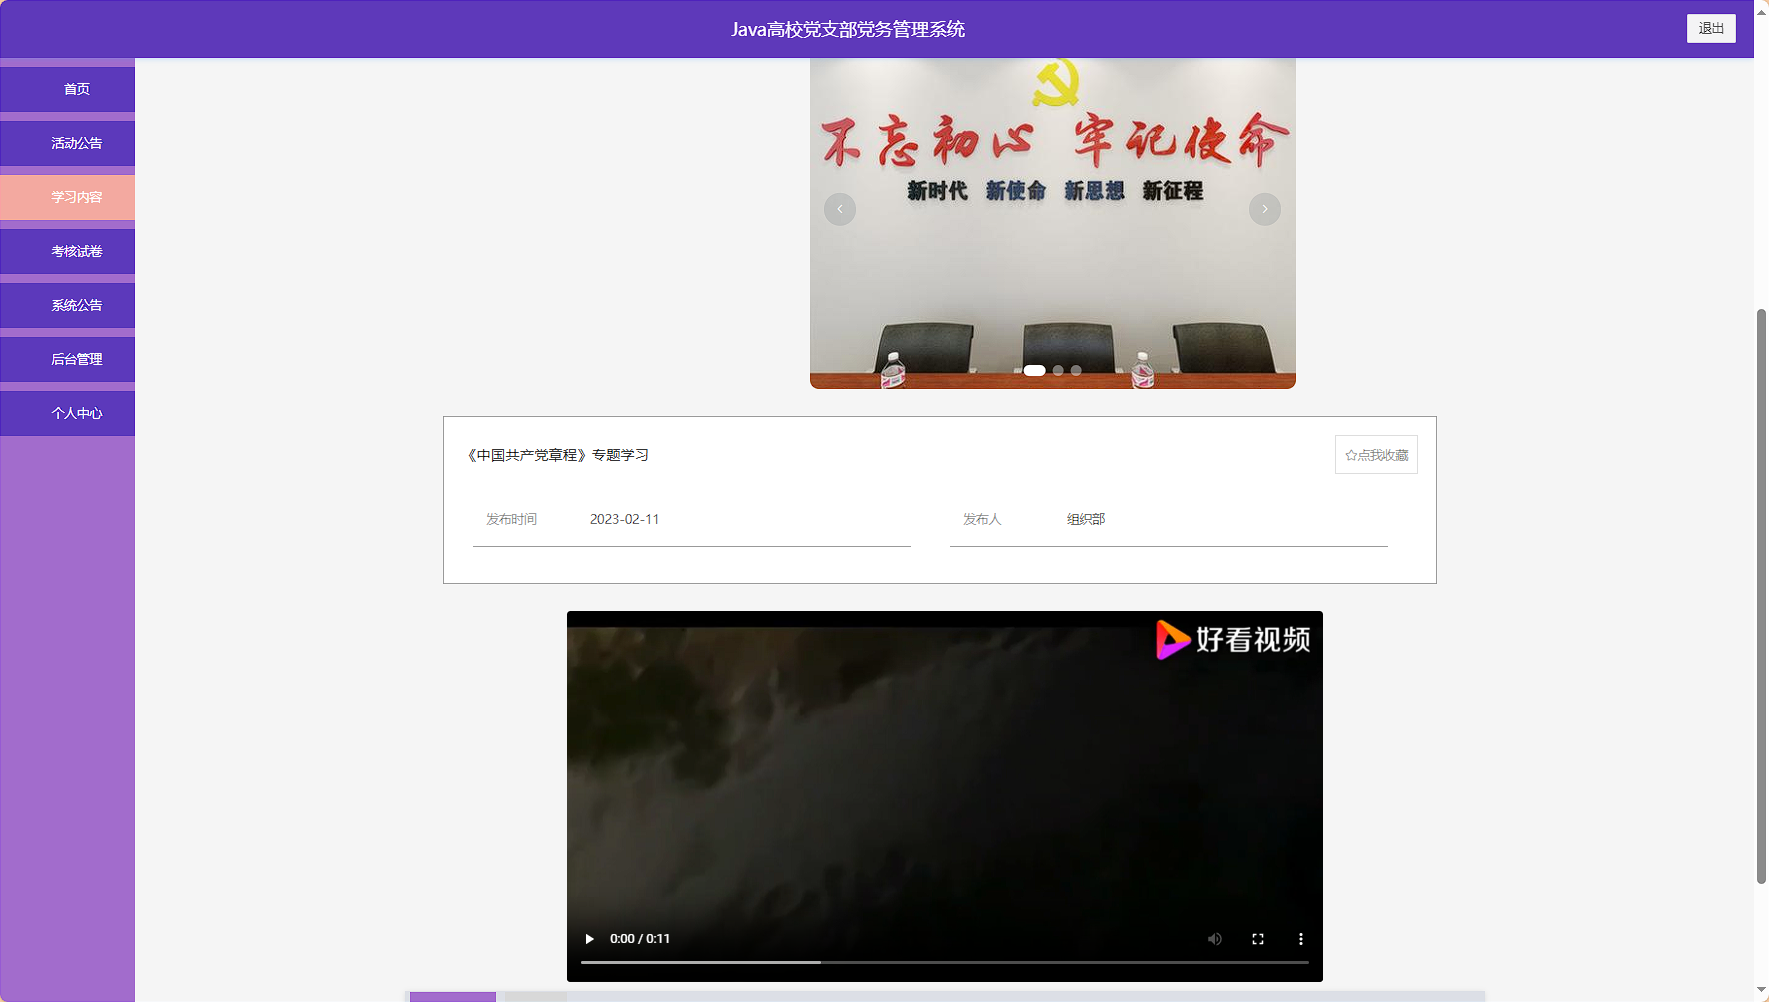 Java高校党支部党务管理系统
退出
首页
活动公告
学习内容
考核试卷
系统公告
后台管理
个人中心
不忘初心 牢记使命
新时代 新使命 新思想 新征程
《中国共产党章程》专题学习
点我收藏
发布时间 2023-02-11
发布人 组织部
好看视频
0:00 / 0:11